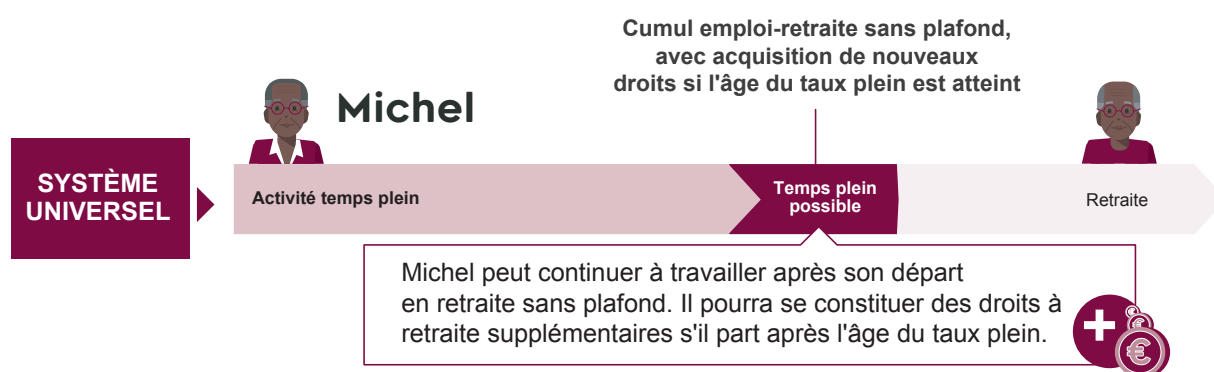 Cumul emploi-retraite sans plafond,
avec acquisition de nouveaux
droits si l'âge du taux plein est atteint
Michel
SYSTÈME
UNIVERSEL
Activité temps plein
Temps plein
possible
Retraite
Michel peut continuer à travailler après son départ
en retraite sans plafond. Il pourra se constituer des droits à
retraite supplémentaires s'il part après l'âge du taux plein.
+
€